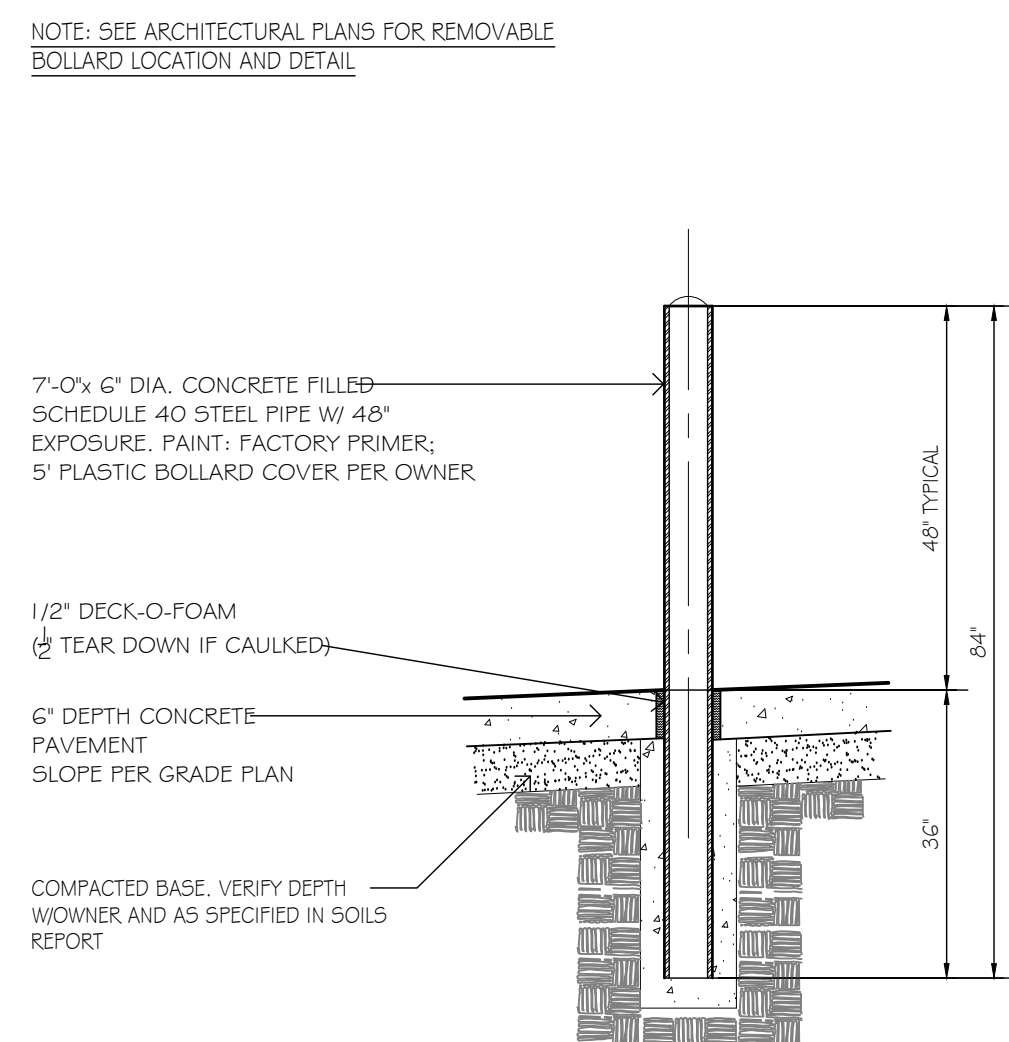 NOTE: SEE ARCHITECTURAL PLANS FOR REMOVABLE
BOLLARD LOCATION AND DETAIL
7'-0"x 6" DIA. CONCRETE FILLED
SCHEDULE 40 STEEL PIPE W/ 48"
EXPOSURE. PAINT: FACTORY PRIMER;
5' PLASTIC BOLLARD COVER PER OWNER
1/2" DECK-O-FOAM
(1/2" TEAR DOWN IF CAULKED)
6" DEPTH CONCRETE
PAVEMENT
SLOPE PER GRADE PLAN
COMPACTED BASE. VERIFY DEPTH
W/OWNER AND AS SPECIFIED IN SOILS
REPORT
48" TYPICAL
84"
36"